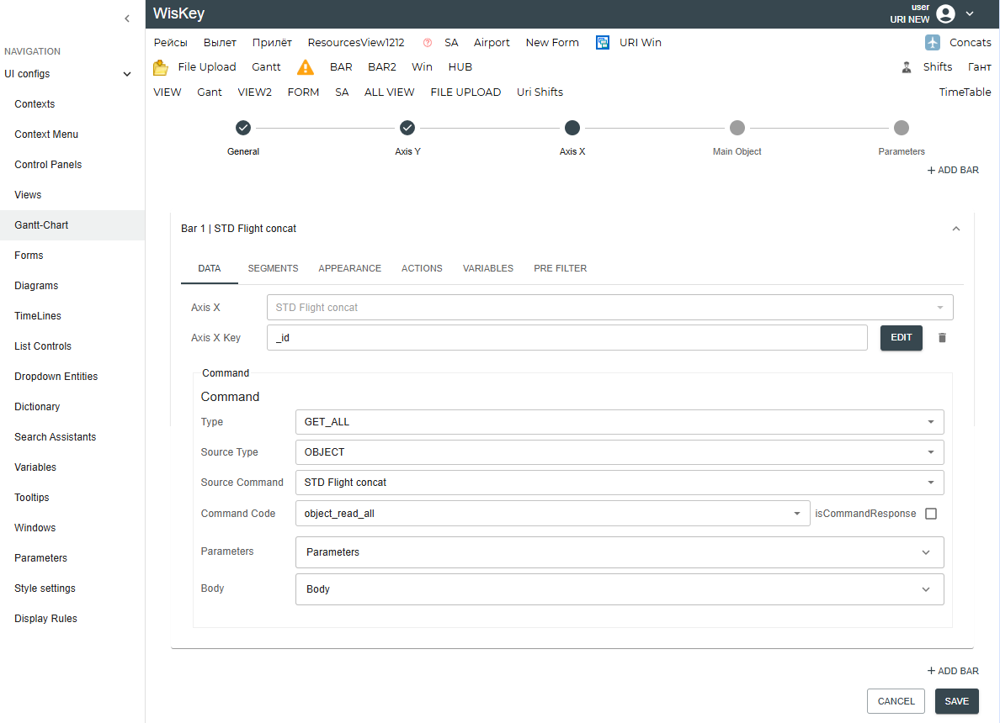 WisKey
user
URI NEW
NAVIGATION
UI configs
Contexts
Context Menu
Control Panels
Views
Gantt-Chart
Forms
Diagrams
TimeLines
List Controls
Dropdown Entities
Dictionary
Search Assistants
Variables
Tooltips
Windows
Parameters
Style settings
Display Rules
Рейсы Вылет Прилёт ResourcesView1212 SA Airport New Form URI Win Concats
File Upload Gantt BAR BAR2 Win HUB Shifts Гант
VIEW Gant VIEW2 FORM SA ALL VIEW FILE UPLOAD Uri Shifts TimeTable
General Axis Y Axis X Main Object Parameters
+ ADD BAR
Bar 1 | STD Flight concat
DATA SEGMENTS APPEARANCE ACTIONS VARIABLES PRE FILTER
Axis X STD Flight concat
Axis X Key _id EDIT
Command
Command
Type GET_ALL
Source Type OBJECT
Source Command STD Flight concat
Command Code object_read_all isCommandResponse
Parameters Parameters
Body Body
+ ADD BAR
CANCEL SAVE